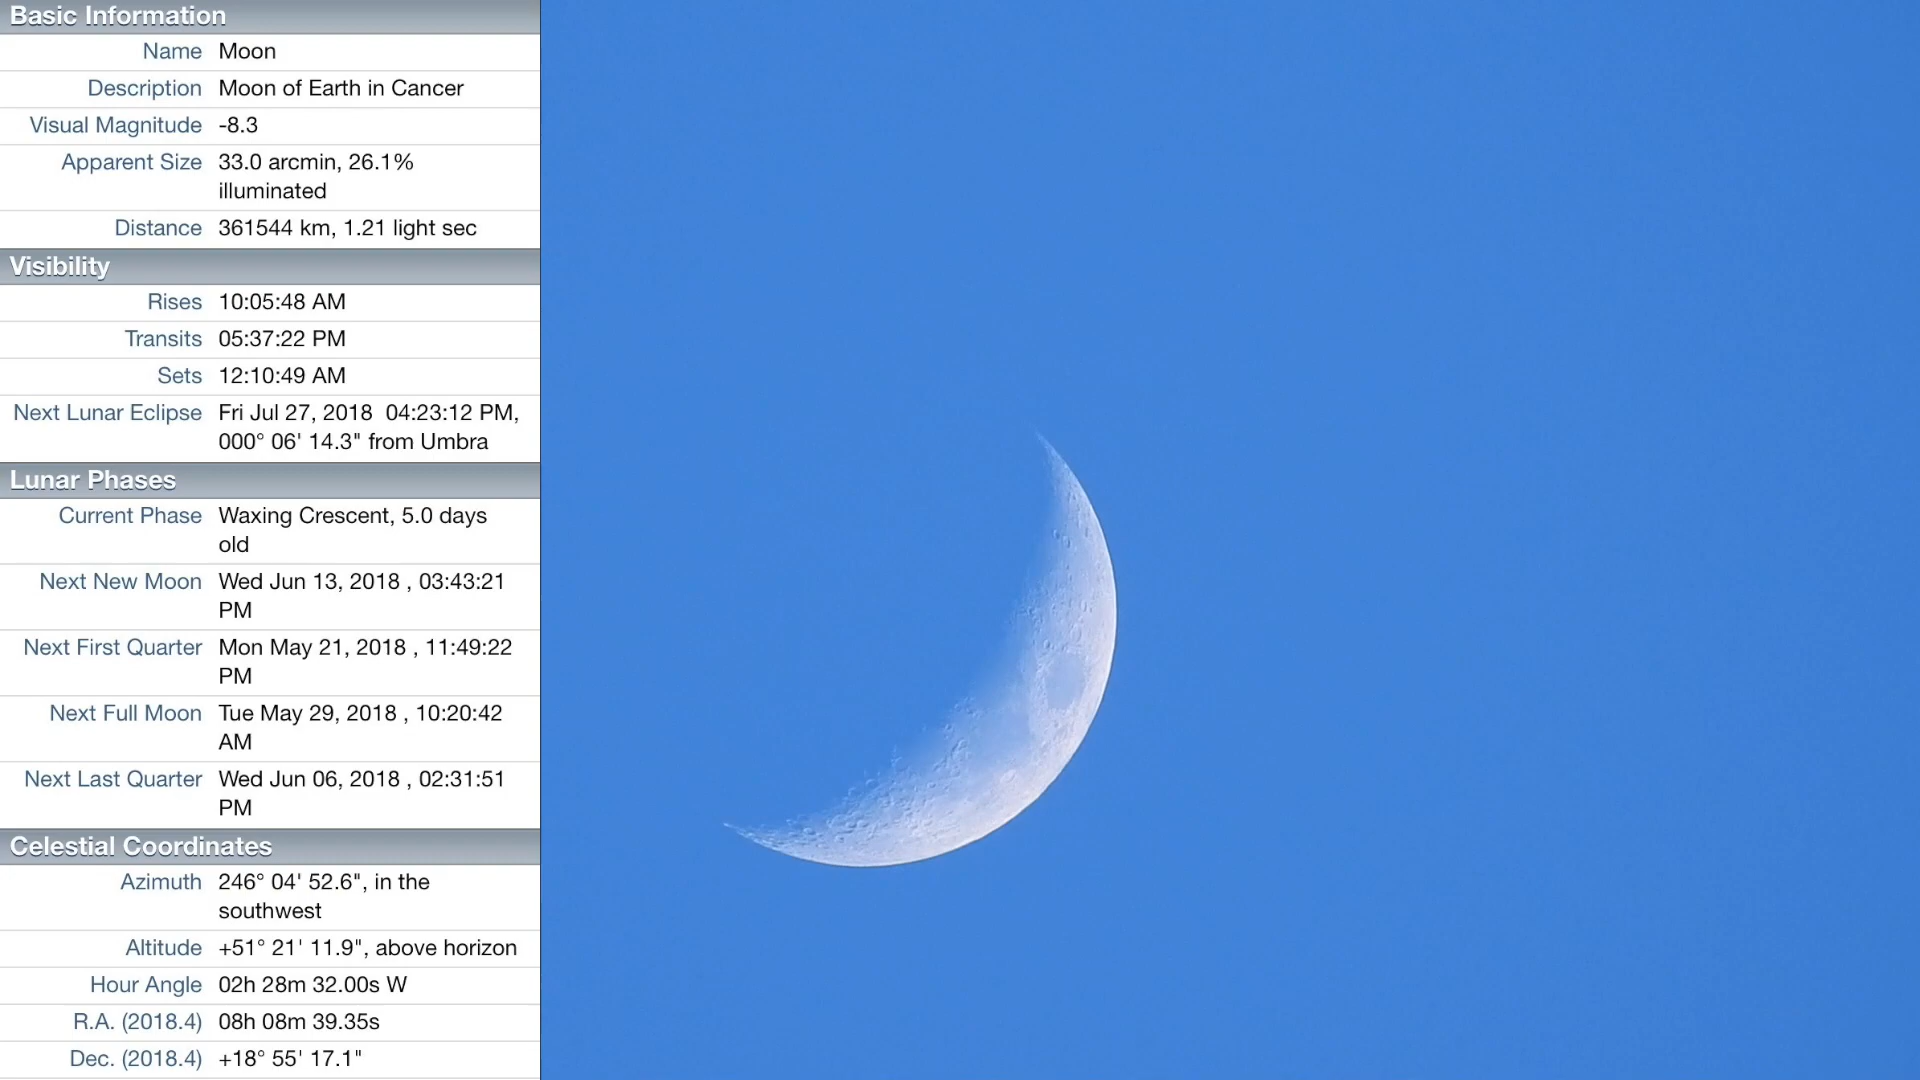 Basic Information
Name Moon
Description Moon of Earth in Cancer
Visual Magnitude -8.3
Apparent Size 33.0 arcmin, 26.1%
illuminated
Distance 361544 km, 1.21 light sec
Visibility
Rises 10:05:48 AM
Transits 05:37:22 PM
Sets 12:10:49 AM
Next Lunar Eclipse Fri Jul 27, 2018 04:23:12 PM,
000° 06' 14.3" from Umbra
Lunar Phases
Current Phase Waxing Crescent, 5.0 days
old
Next New Moon Wed Jun 13, 2018 , 03:43:21
PM
Next First Quarter Mon May 21, 2018 , 11:49:22
PM
Next Full Moon Tue May 29, 2018 , 10:20:42
AM
Next Last Quarter Wed Jun 06, 2018 , 02:31:51
PM
Celestial Coordinates
Azimuth 246° 04' 52.6", in the
southwest
Altitude +51° 21' 11.9", above horizon
Hour Angle 02h 28m 32.00s W
R.A. (2018.4) 08h 08m 39.35s
Dec. (2018.4) +18° 55' 17.1"